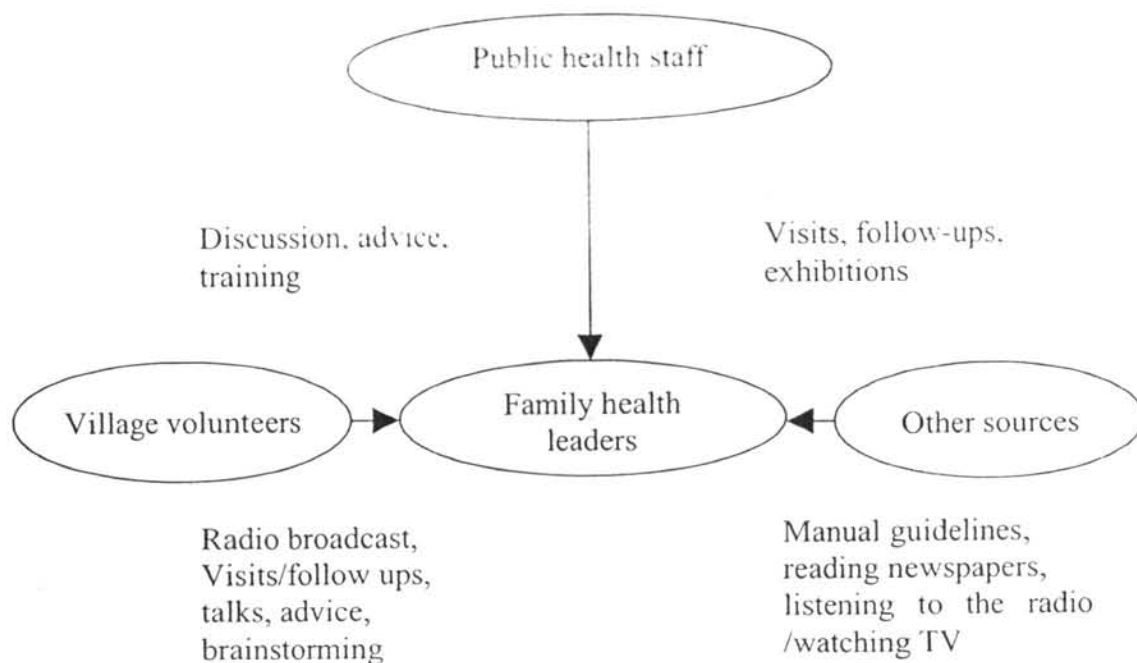 Public health staff
Discussion, advice,
training
Visits, follow-ups,
exhibitions
Village volunteers
Family health
leaders
Other sources
Radio broadcast,
Visits/follow ups,
talks, advice,
brainstorming
Manual guidelines,
reading newspapers,
listening to the radio
/watching TV